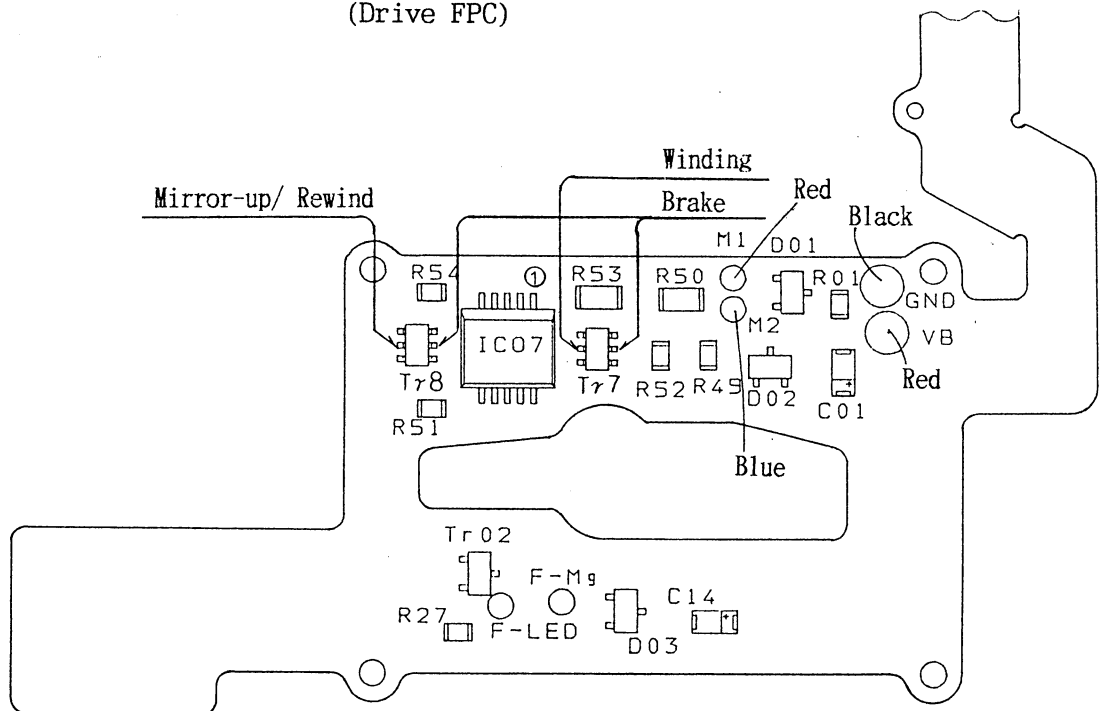 (Drive FPC)
Winding
Mirror-up/ Rewind
Brake
Red
Black
M1
D01
R54
①
R53
R50
R01
GND
M2
VB
IC07
Tr8
Tr7
R52
R49
D02
Red
C01
R51
Blue
Tr02
F-Mg
C14
R27
F-LED
D03